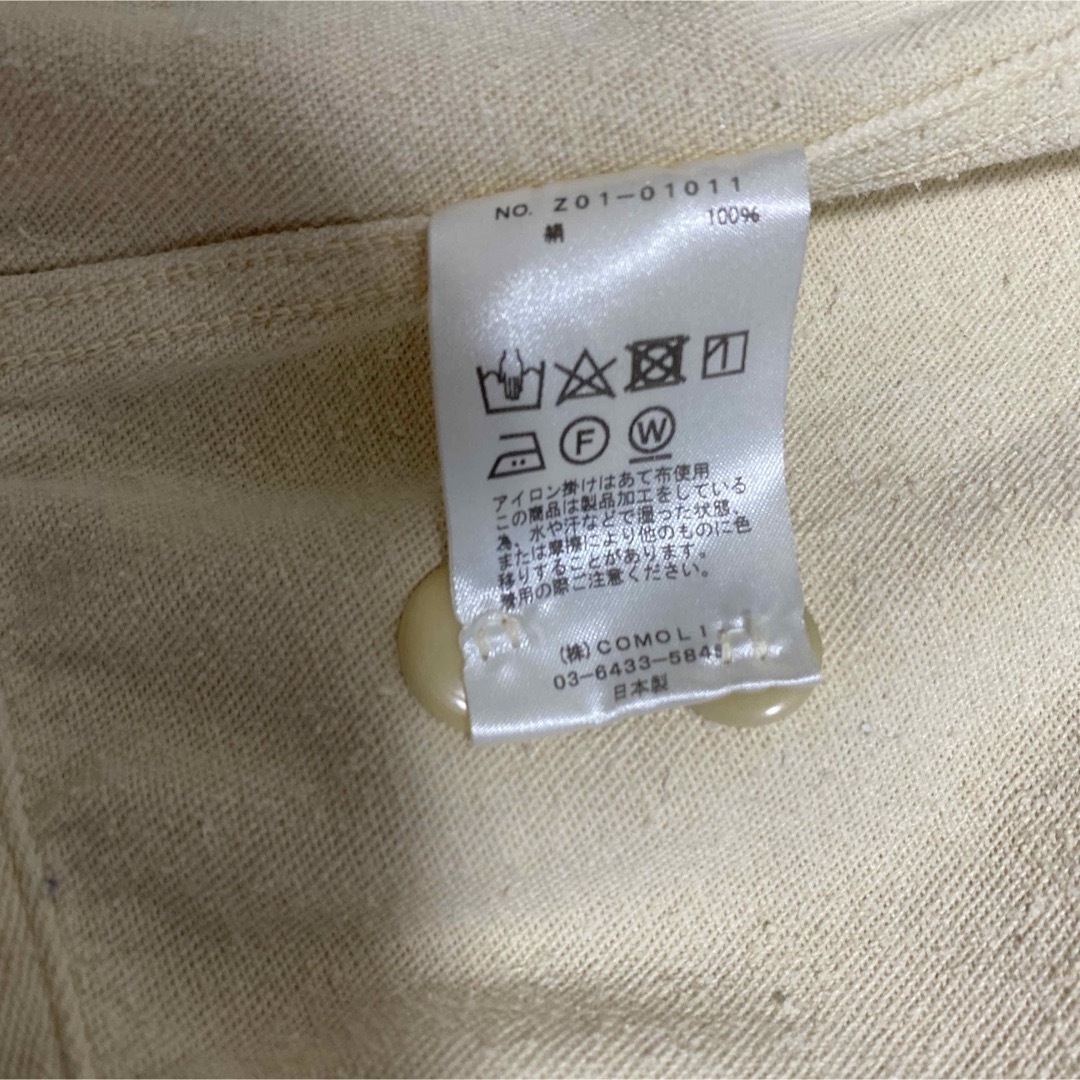 NO. Z01-01011
絹 100%
F W
アイロン掛けはあて布使用
この商品は製品加工をしている
為、水や汗などで湿った状態、
または摩擦により他のものに色
移りすることがあります。
着用の際ご注意ください。
(株)COMOLI
03-6433-584
日本製